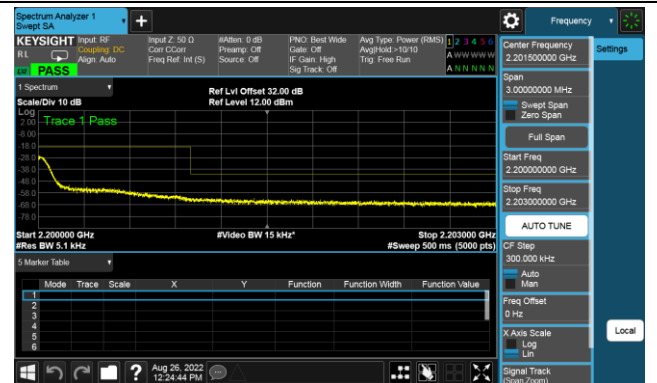 Spectrum Analyzer 1
Swept SA
Frequency
KEYSIGHT
Input: RF
Coupling: DC
Align: Auto
Input Z: 50 Ω
Corr CCorr
Freq Ref: Int (S)
#Atten: 0 dB
Preamp: Off
Source: Off
PNO: Best Wide
Gate: Off
IF Gain: High
Sig Track: Off
Avg Type: Power (RMS)
Avg|Hold:>10/10
Trig: Free Run
1 2 3 4 5 6
A W W W W W
A N N N N N
RL
PASS
Center Frequency
2.201500000 GHz
Settings
Span
3.00000000 MHz
Swept Span
Zero Span
Full Span
Start Freq
2.200000000 GHz
Stop Freq
2.203000000 GHz
AUTO TUNE
CF Step
300.000 kHz
Auto
Man
Freq Offset
0 Hz
X Axis Scale
Log
Lin
Local
Signal Track
(Span Zoom)
1 Spectrum
Scale/Div 10 dB
Ref Lvl Offset 32.00 dB
Ref Level 12.00 dBm
Log
Trace 1 Pass
2.00
-8.00
-18.0
-28.0
-38.0
-48.0
-58.0
-68.0
-78.0
Start 2.200000 GHz
#Video BW 15 kHz*
Stop 2.203000 GHz
#Res BW 5.1 kHz
#Sweep 500 ms (5000 pts)
5 Marker Table
Mode Trace Scale X Y Function Function Width Function Value
1
2
3
4
5
6
?
Aug 26, 2022
12:24:44 PM